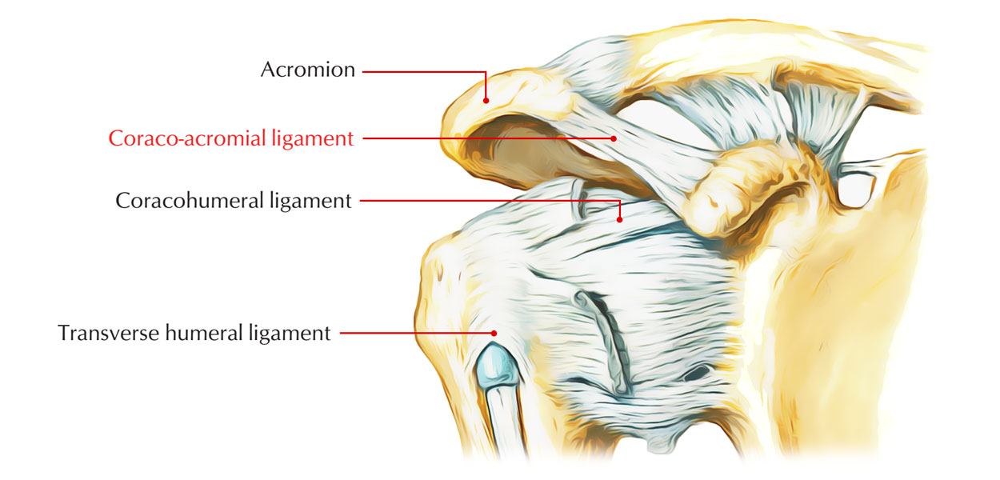 Acromion
Coraco-acromial ligament
Coracohumeral ligament
Transverse humeral ligament